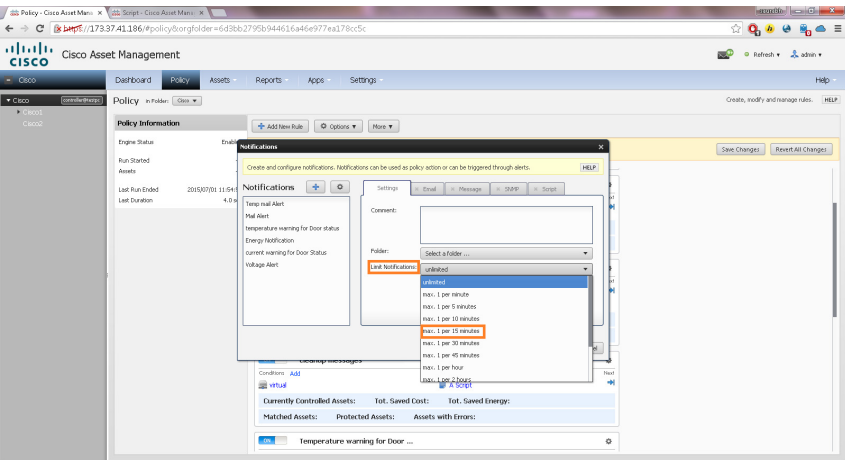 Policy - Cisco Asset Mana
Script - Cisco Asset Mana
https://173.37.41.186/#policy&orgfolder=6d3bb2795b944616a46e977ea178cc5c
CISCO
Cisco Asset Management
Refresh
admin
Cisco
Dashboard
Policy
Assets
Reports
Apps
Settings
Help
Cisco
Cisco1
Cisco2
Policy in Folder: Cisco
Create, modify and manage rules.
HELP
Policy Information
Engine Status
Run Started
Assets
Last Run Ended 2015/07/01 11:54:
Last Duration 4.0 s
Add New Rule
Options
More
Save Changes
Revert All Changes
Notifications
Create and configure notifications. Notifications can be used as policy action or can be triggered through alerts.
HELP
Notifications
Temp mail Alert
Mail Alert
temperature warning for Door status
Energy Notification
current warning for Door Status
Voltage Alert
Settings
Email
Message
SNMP
Script
Comment:
Folder: Select a folder ...
Limit Notifications: unlimited
unlimited
max. 1 per minute
max. 1 per 5 minutes
max. 1 per 10 minutes
max. 1 per 15 minutes
max. 1 per 30 minutes
max. 1 per 45 minutes
max. 1 per hour
max. 1 per 2 hours
cleanup messages
Conditions Add
Next
virtual
A Script
Currently Controlled Assets: Tot. Saved Cost: Tot. Saved Energy:
Matched Assets: Protected Assets: Assets with Errors:
ON
Temperature warning for Door ...